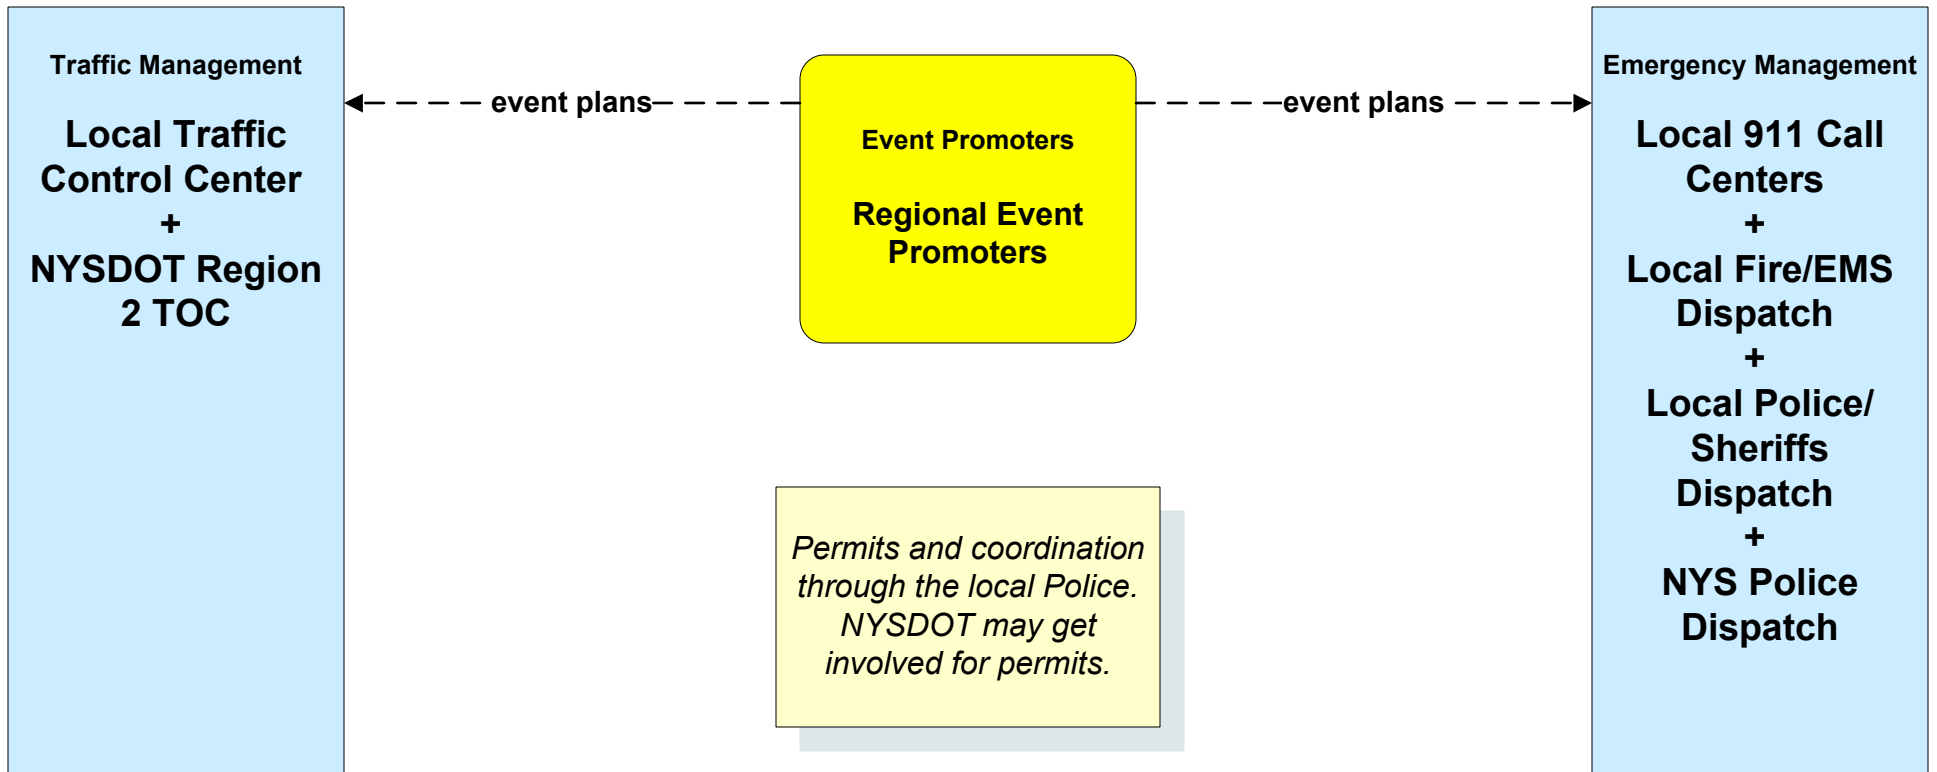 Traffic Management
Local Traffic
Control Center
+
NYSDOT Region
2 TOC
event plans
Event Promoters
Regional Event
Promoters
event plans
Permits and coordination
through the local Police.
NYSDOT may get
involved for permits.
Emergency Management
Local 911 Call
Centers
+
Local Fire/EMS
Dispatch
+
Local Police/
Sheriffs
Dispatch
+
NYS Police
Dispatch